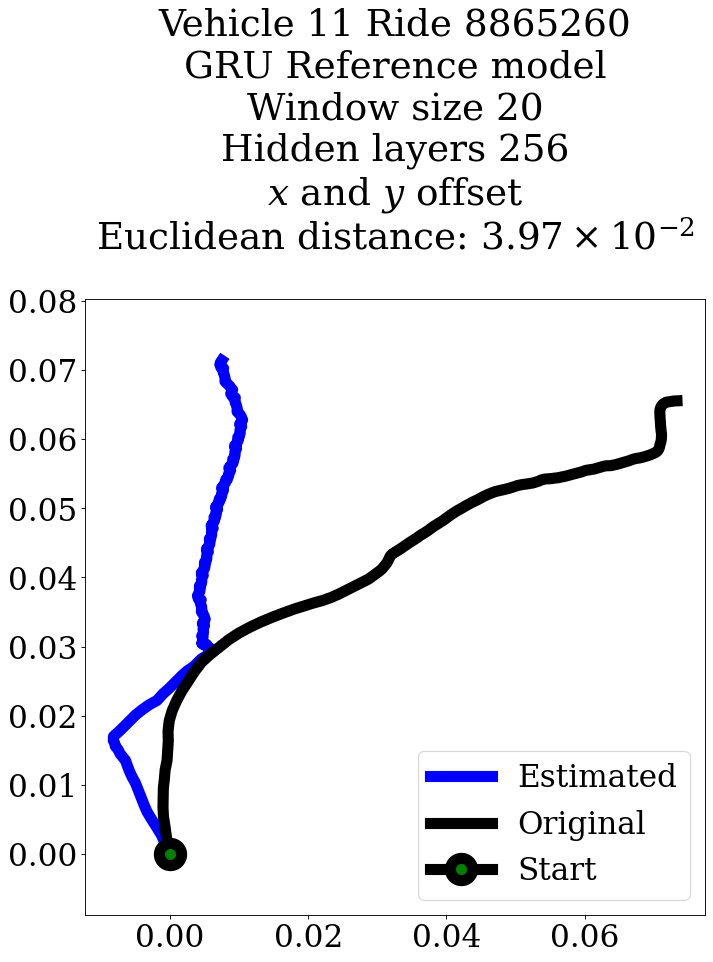 Vehicle 11 Ride 8865260
GRU Reference model
Window size 20
Hidden layers 256
x and y offset
Euclidean distance: 3.97 × 10⁻²
0.08
0.07
0.06
0.05
0.04
0.03
0.02
0.01
0.00
Estimated
Original
Start
0.00 0.02 0.04 0.06